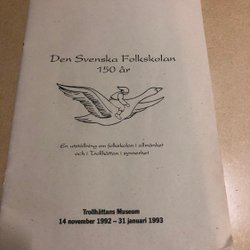 Den Svenska Folkskolan
150 år
En utställning om folkskolan i allmänhet
och i Trollhättan i synnerhet
Trollhättans Museum
14 november 1992 – 31 januari 1993